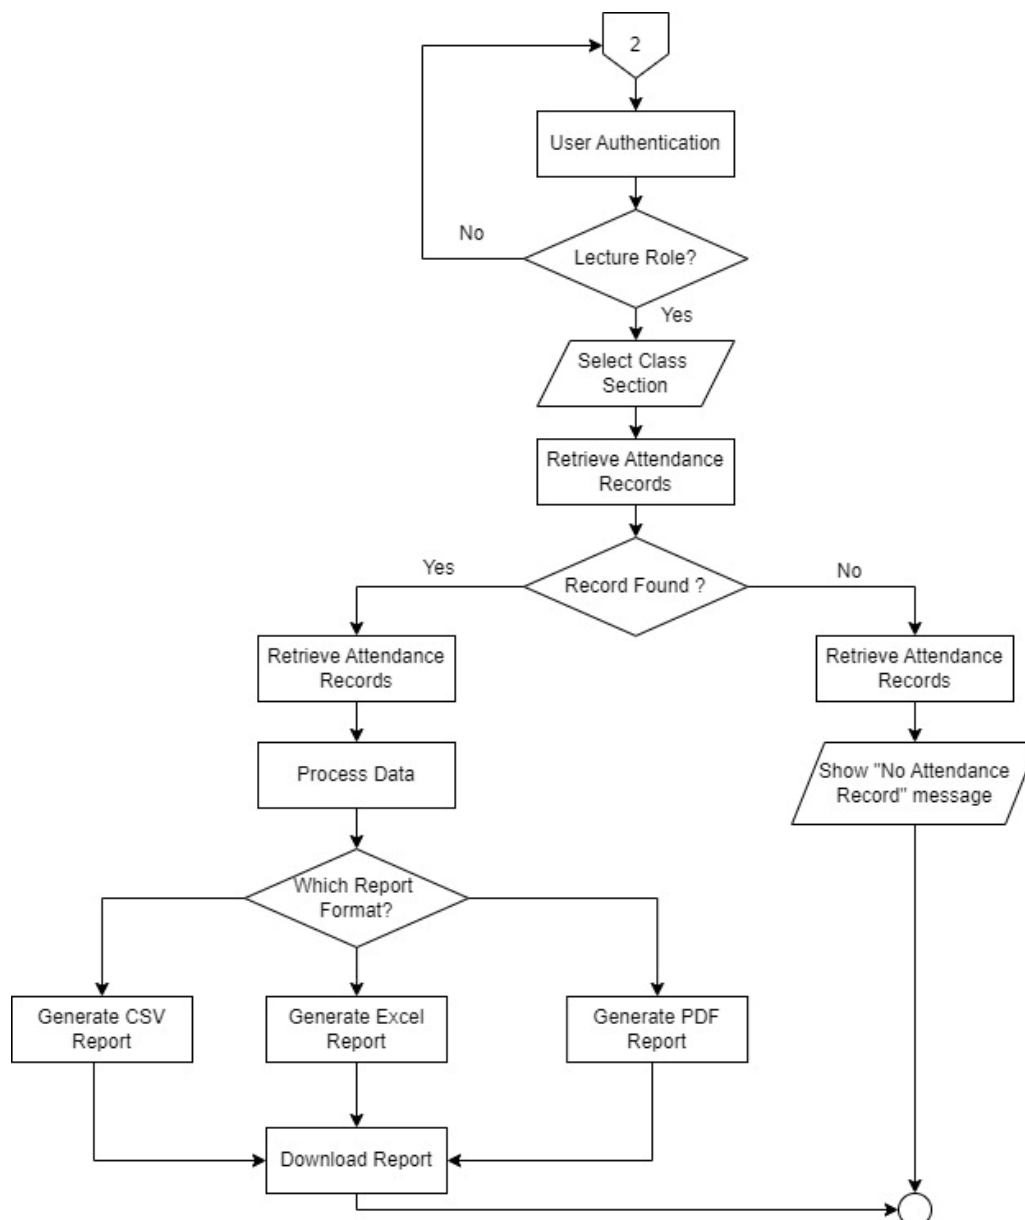 2
User Authentication
No
Lecture Role?
Yes
Select Class
Section
Retrieve Attendance
Records
Yes
Record Found ?
No
Retrieve Attendance
Records
Retrieve Attendance
Records
Process Data
Show "No Attendance
Record" message
Which Report
Format?
Generate CSV
Report
Generate Excel
Report
Generate PDF
Report
Download Report